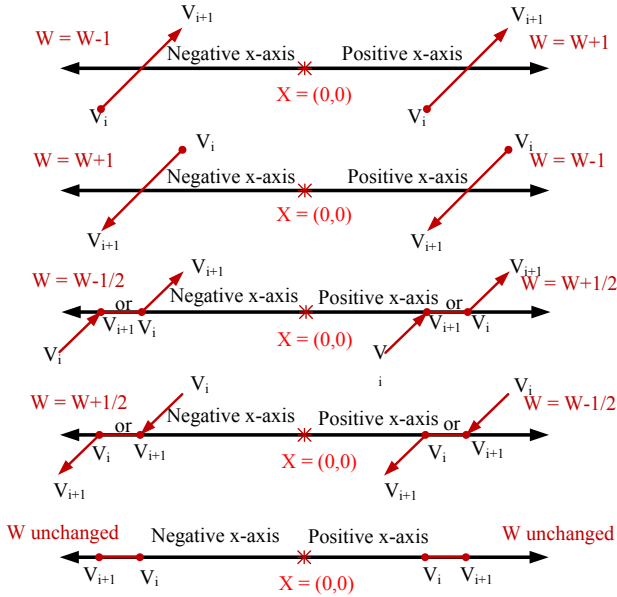 V_{i+1} V_{i+1}
W = W-1 Negative x-axis Positive x-axis W = W+1
X = (0,0)
V_i V_i
V_i V_i
W = W+1 Negative x-axis Positive x-axis W = W-1
X = (0,0)
V_{i+1} V_{i+1}
V_{i+1} V_{i+1}
W = W-1/2 W = W+1/2
or Negative x-axis Positive x-axis or
V_{i+1} V_i X = (0,0) V_{i+1} V_i
V_i V
i
V_i V_i
W = W+1/2 W = W-1/2
or Negative x-axis Positive x-axis or
V_i V_{i+1} X = (0,0) V_i V_{i+1}
V_{i+1} V_{i+1}
W unchanged Negative x-axis Positive x-axis W unchanged
V_{i+1} V_i X = (0,0) V_i V_{i+1}